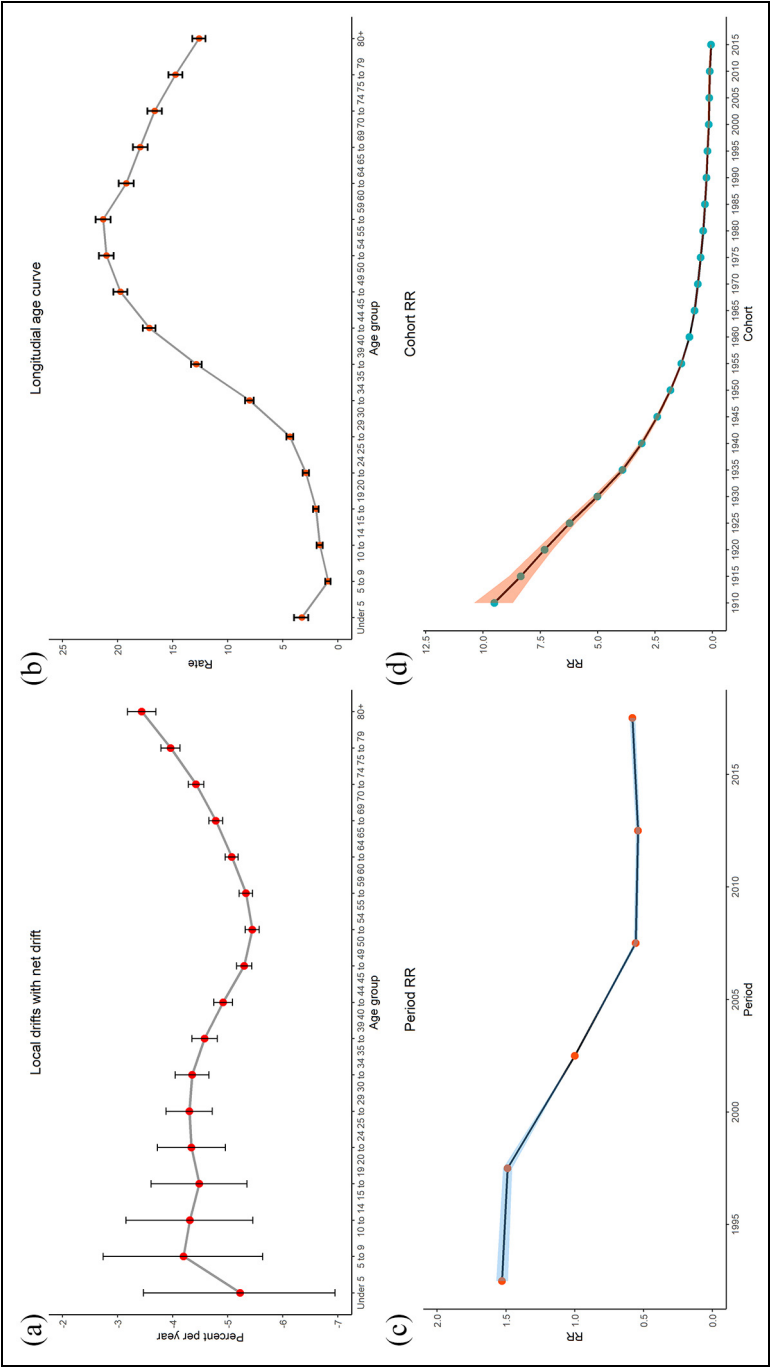 (a)
Local drifts with net drift
-2
-3
-4
-5
-6
-7
Percent per year
Under 5 5 to 9 10 to 14 15 to 19 20 to 24 25 to 29 30 to 34 35 to 39 40 to 44 45 to 49 50 to 54 55 to 59 60 to 64 65 to 69 70 to 74 75 to 79 80+
Age group
(b)
Longitudial age curve
25
20
15
10
5
0
Rate
Under 5 5 to 9 10 to 14 15 to 19 20 to 24 25 to 29 30 to 34 35 to 39 40 to 44 45 to 49 50 to 54 55 to 59 60 to 64 65 to 69 70 to 74 75 to 79 80+
Age group
(c)
Period RR
2.0
1.5
1.0
0.5
0.0
RR
1995 2000 2005 2010 2015
Period
(d)
Cohort RR
12.5
10.0
7.5
5.0
2.5
0.0
RR
1910 1915 1920 1925 1930 1935 1940 1945 1950 1955 1960 1965 1970 1975 1980 1985 1990 1995 2000 2005 2010 2015
Cohort